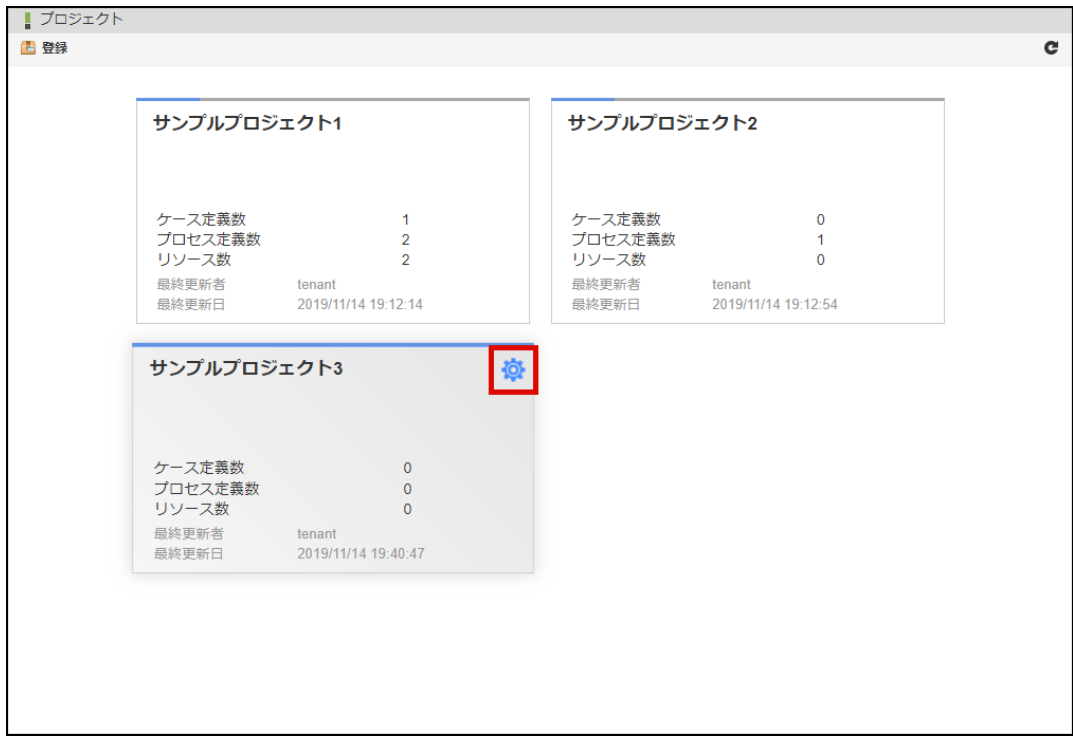 プロジェクト
登録
サンプルプロジェクト1
ケース定義数 1
プロセス定義数 2
リソース数 2
最終更新者 tenant
最終更新日 2019/11/14 19:12:14
サンプルプロジェクト2
ケース定義数 0
プロセス定義数 1
リソース数 0
最終更新者 tenant
最終更新日 2019/11/14 19:12:54
サンプルプロジェクト3
ケース定義数 0
プロセス定義数 0
リソース数 0
最終更新者 tenant
最終更新日 2019/11/14 19:40:47